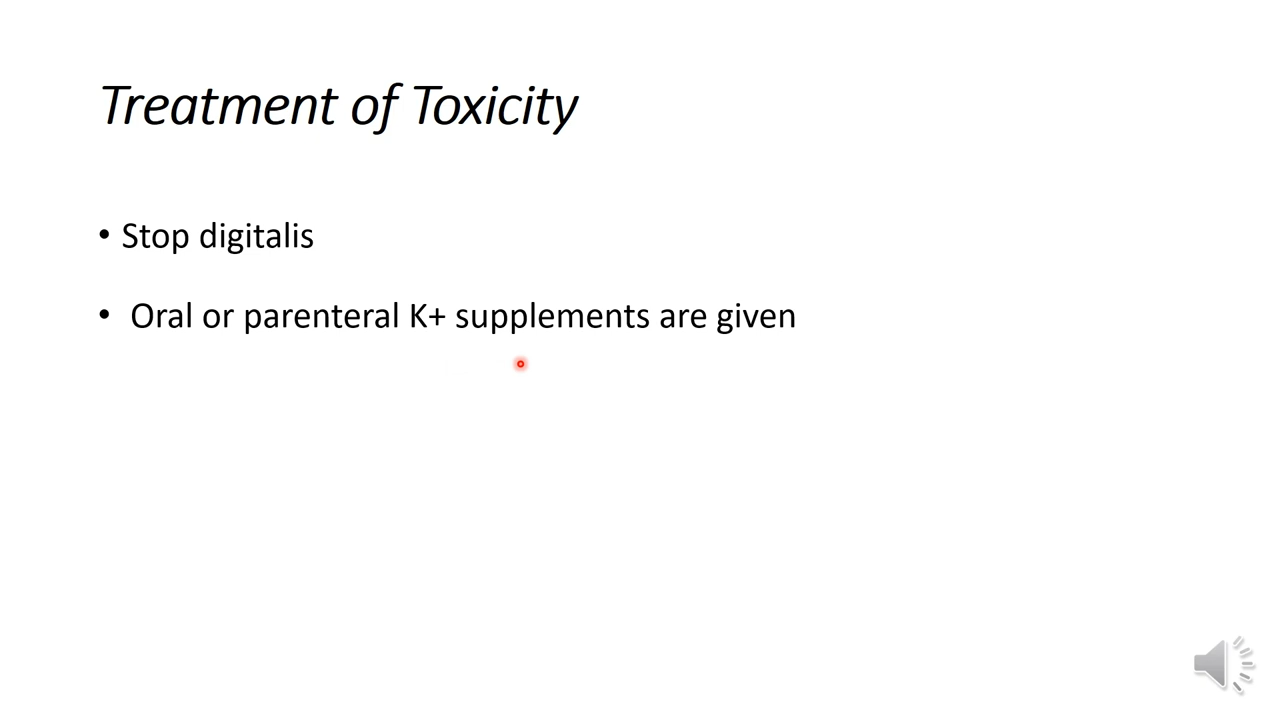 Treatment of Toxicity
• Stop digitalis
• Oral or parenteral K+ supplements are given